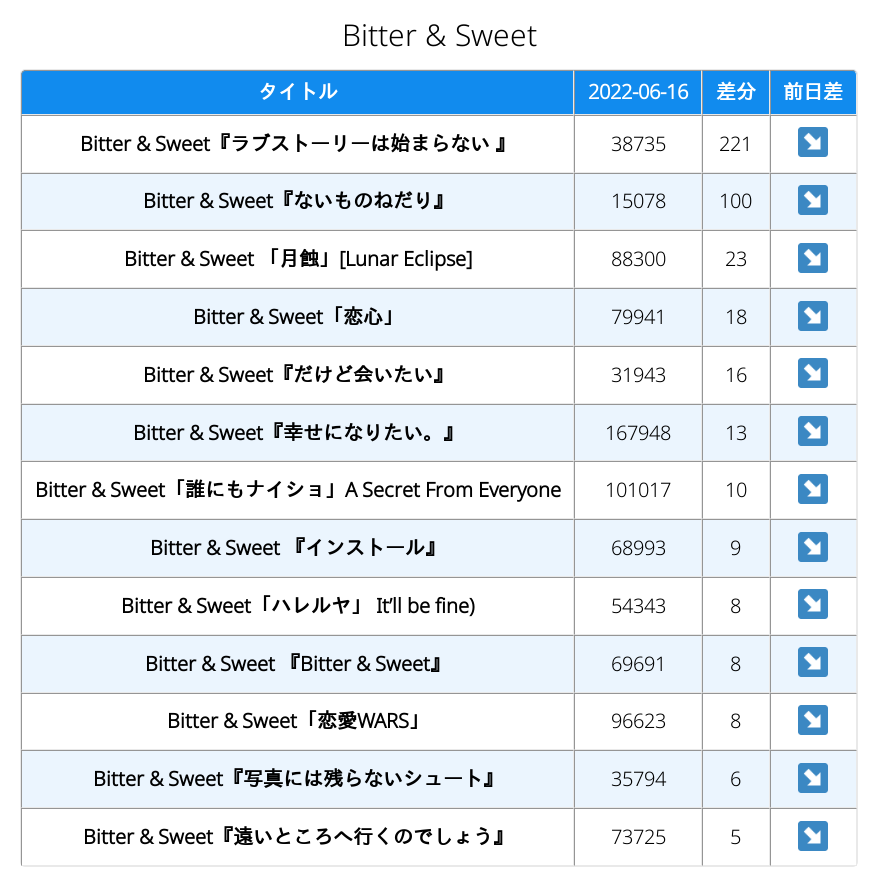 Bitter & Sweet
タイトル 2022-06-16 差分 前日差
Bitter & Sweet『ラブストーリーは始まらない 』 38735 221
Bitter & Sweet『ないものねだり』 15078 100
Bitter & Sweet 「月蝕」[Lunar Eclipse] 88300 23
Bitter & Sweet「恋心」 79941 18
Bitter & Sweet『だけど会いたい』 31943 16
Bitter & Sweet『幸せになりたい。』 167948 13
Bitter & Sweet「誰にもナイショ」A Secret From Everyone 101017 10
Bitter & Sweet 『インストール』 68993 9
Bitter & Sweet「ハレルヤ」 It'll be fine) 54343 8
Bitter & Sweet 『Bitter & Sweet』 69691 8
Bitter & Sweet「恋愛WARS」 96623 8
Bitter & Sweet『写真には残らないシュート』 35794 6
Bitter & Sweet『遠いところへ行くのでしょう』 73725 5